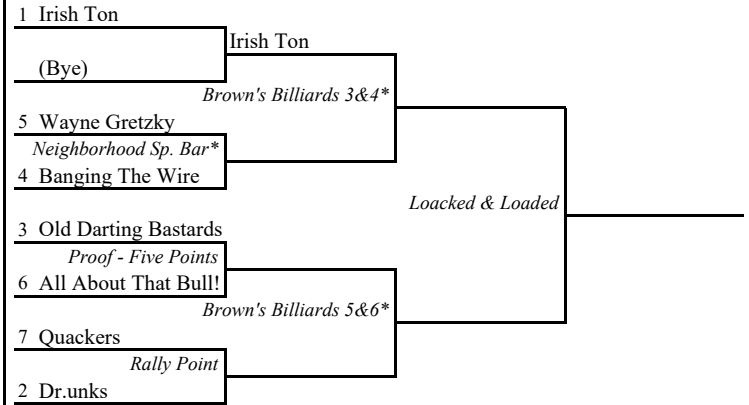 1 Irish Ton
Irish Ton
(Bye)
Brown's Billiards 3&4*
5 Wayne Gretzky
Neighborhood Sp. Bar*
4 Banging The Wire
Loacked & Loaded
3 Old Darting Bastards
Proof - Five Points
6 All About That Bull!
Brown's Billiards 5&6*
7 Quackers
Rally Point
2 Dr.unks